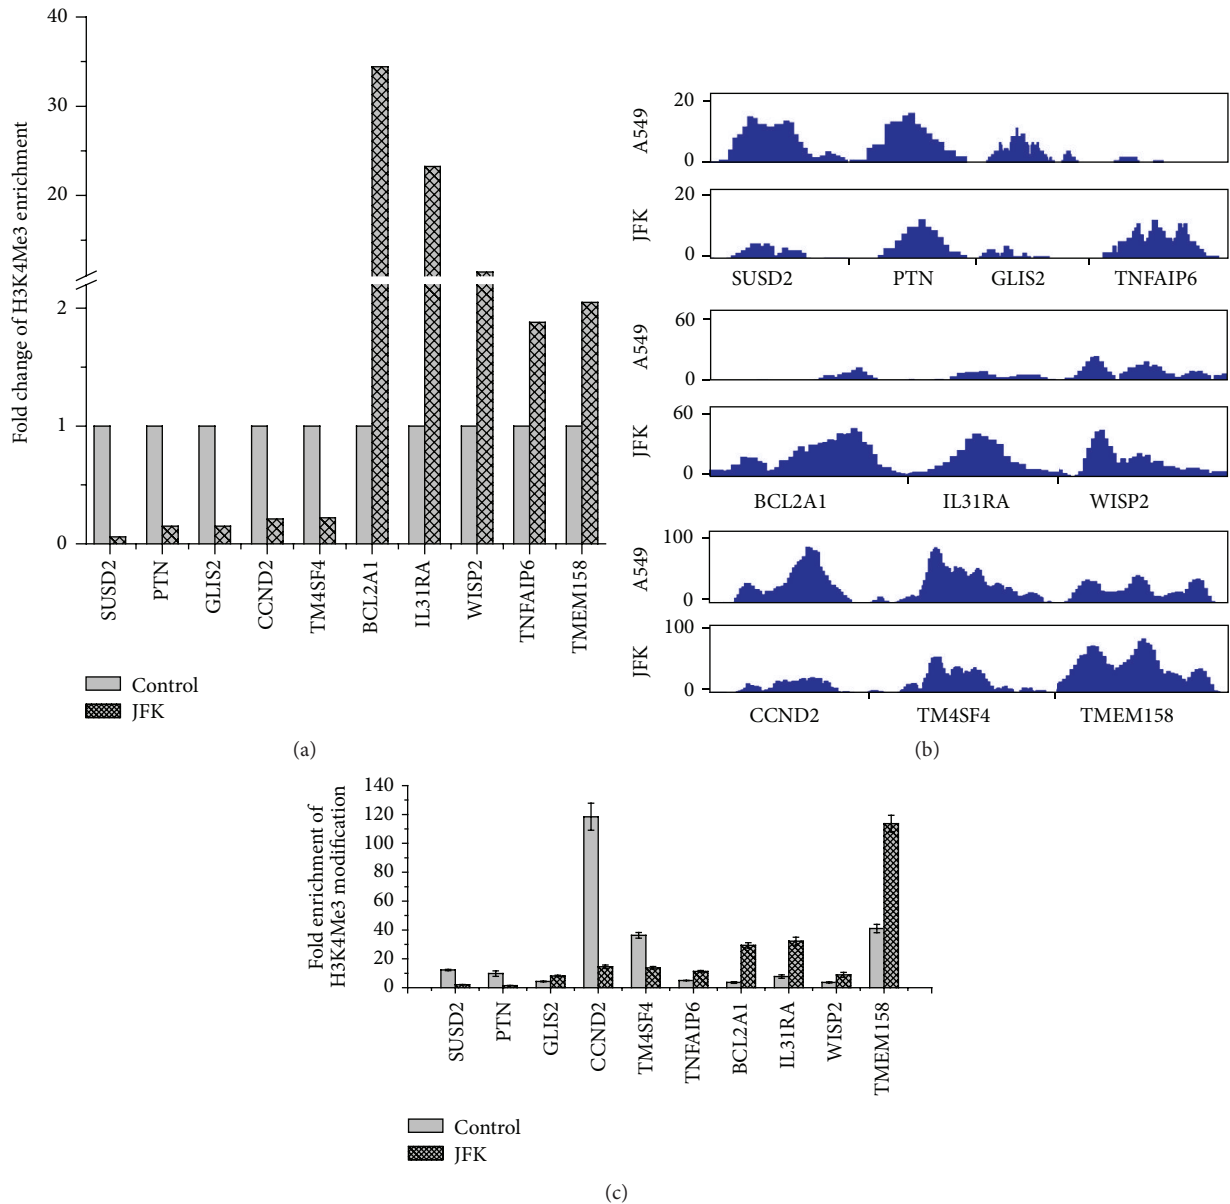 Fold change of H3K4Me3 enrichment
40
30
20
2
1
0
SUSD2
PTN
GLIS2
CCND2
TM4SF4
BCL2A1
IL31RA
WISP2
TNFAIP6
TMEM158
Control
JFK
(a)
A549
20
0
JFK
20
0
SUSD2 PTN GLIS2 TNFAIP6
A549
60
0
JFK
60
0
BCL2A1 IL31RA WISP2
A549
100
0
JFK
100
0
CCND2 TM4SF4 TMEM158
(b)
Fold enrichment of
H3K4Me3 modification
140
120
100
80
60
40
20
0
SUSD2
PTN
GLIS2
CCND2
TM4SF4
TNFAIP6
BCL2A1
IL31RA
WISP2
TMEM158
Control
JFK
(c)